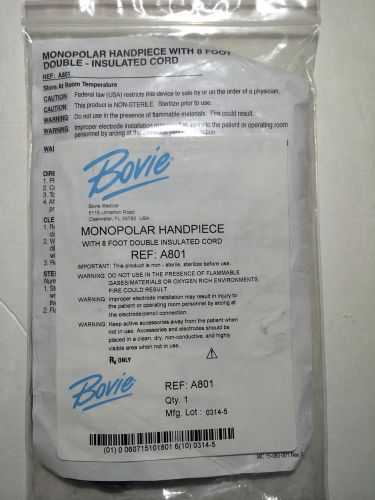 MONOPOLAR HANDPIECE WITH 8 FOOT
DOUBLE - INSULATED CORD
REF: A801
Store At Room Temperature
CAUTION: Federal law (USA) restricts this device to sale by or on the order of a physician.
CAUTION: This product is NON-STERILE. Sterilize prior to use.
WARNING: Do not use in the presence of flammable materials. Fire could result.
WARNING: Improper electrode installation may result in injury to the patient or operating room
personnel by arcing at the electrode connection.
Bovie
Bovie Medical
5115 Ulmerton Road
Clearwater, FL 33760 USA
MONOPOLAR HANDPIECE
WITH 8 FOOT DOUBLE INSULATED CORD
REF: A801
IMPORTANT: This product is non - sterile, sterilize before use.
WARNING: DO NOT USE IN THE PRESENCE OF FLAMMABLE
GASES/MATERIALS OR OXYGEN RICH ENVIRONMENTS.
FIRE COULD RESULT
WARNING: Improper electrode installation may result in injury to
the patient or operating room personnel by arcing at the
electrode/pencil connection.
WARNING: Keep active accessories away from the patient
when not in use. Accessories and electrodes should be
placed in a clean, dry, non-conductive, and highly
visible area when not in use.
Rx ONLY
Bovie
REF: A801
Qty. 1
Mfg. Lot : 0314-5
(01) 0 060715101801 6(10) 0314-5